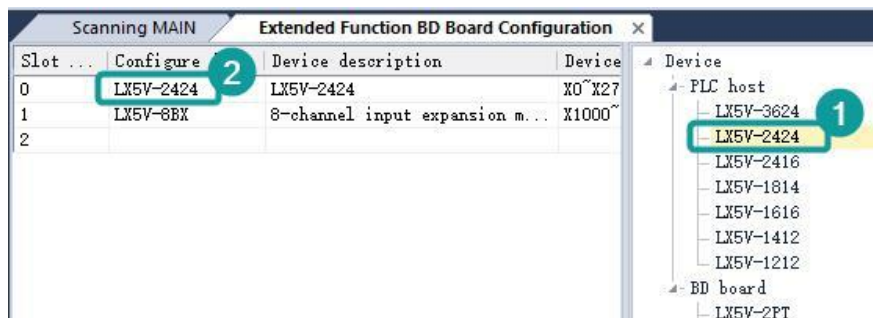 Scanning MAIN
Extended Function BD Board Configuration ×
Slot ... Configure Device description Device
0 LX5V-2424 LX5V-2424 X0~X27
1 LX5V-8BX 8-channel input expansion m... X1000~
2
2
Device
PLC host
LX5V-3624
1
LX5V-2424
LX5V-2416
LX5V-1814
LX5V-1616
LX5V-1412
LX5V-1212
BD board
LX5V-2PT